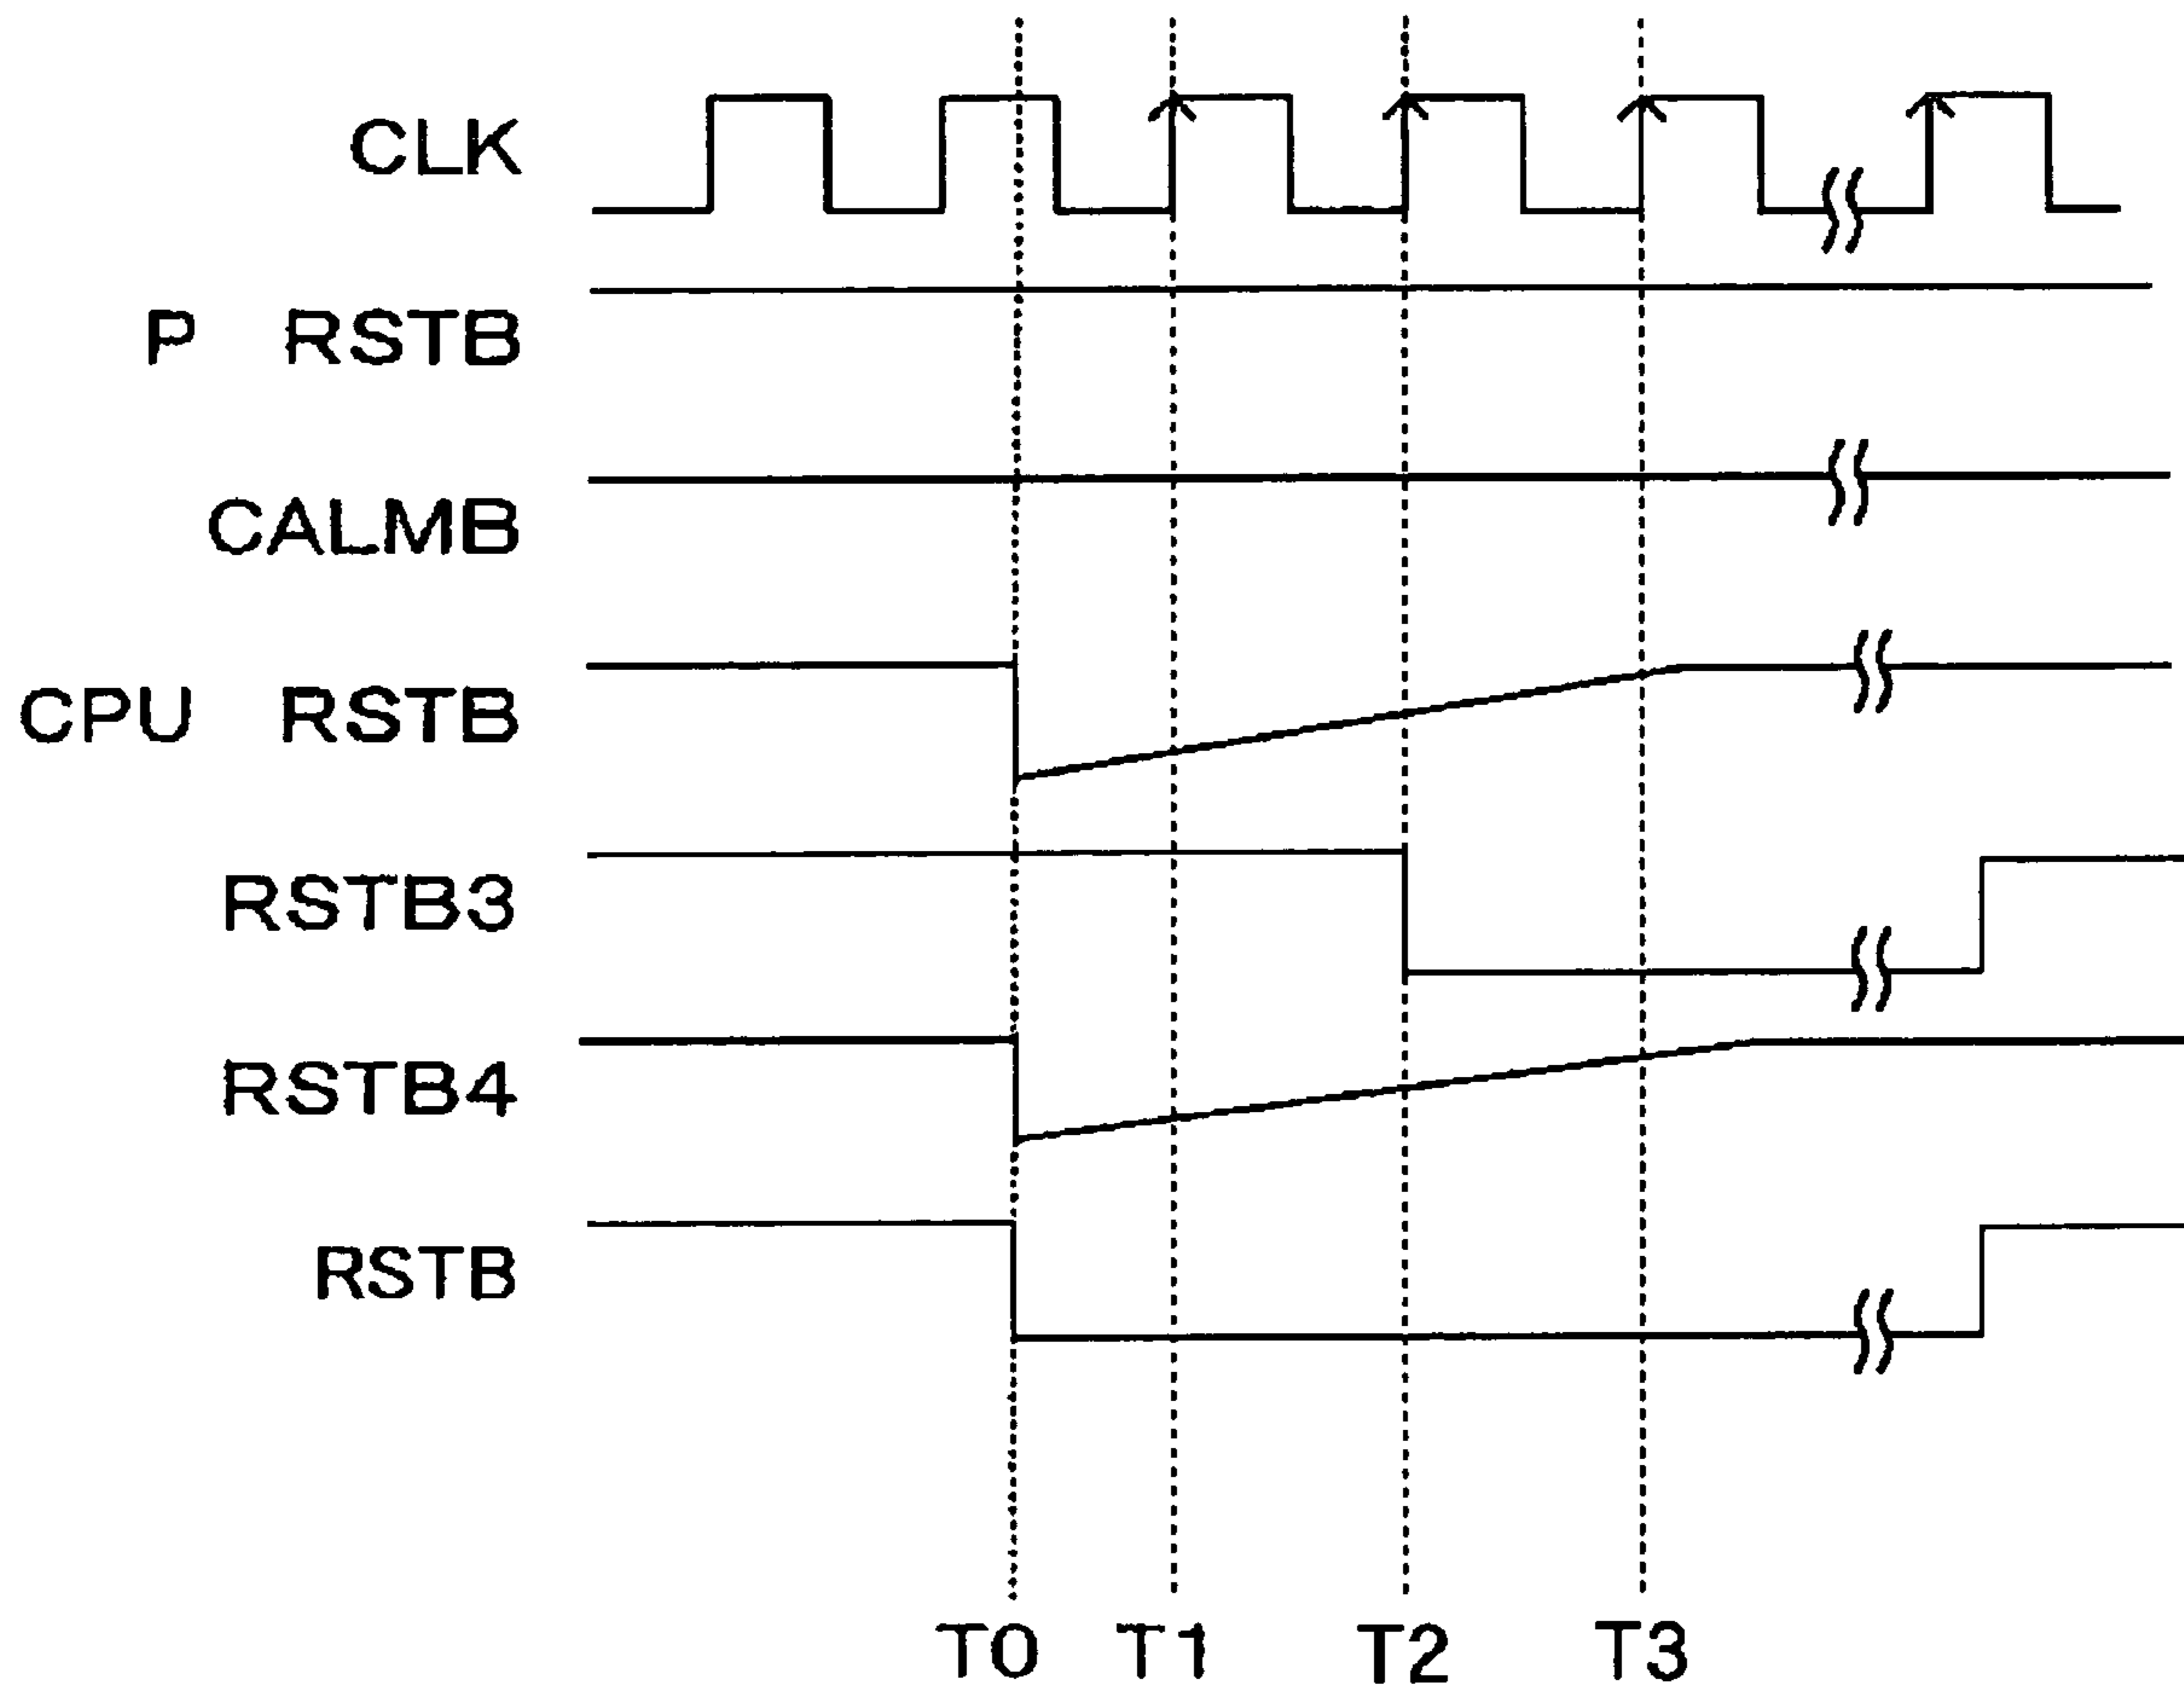 CLK
P RSTB
CALMB
CPU RSTB
RSTB3
RSTB4
RSTB
T0 T1 T2 T3